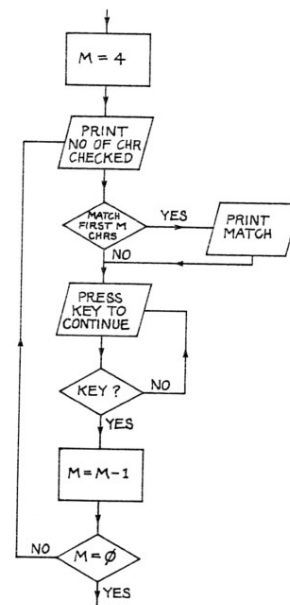 M = 4
PRINT
NO OF CHR
CHECKED
MATCH
FIRST M
CHRS
YES
PRINT
MATCH
NO
PRESS
KEY TO
CONTINUE
KEY ?
NO
YES
M=M-1
NO
M=Ø
YES